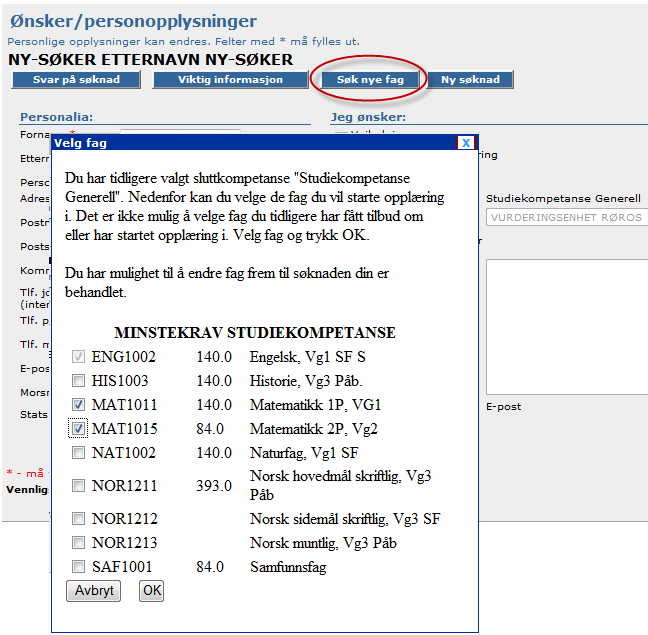 Ønsker/personopplysninger
Personlige opplysninger kan endres. Felter med * må fylles ut.
NY-SØKER ETTERNAVN NY-SØKER
Svar på søknad Viktig informasjon Søk nye fag Ny søknad
Personalia: Jeg ønsker:
Velg fag X
Du har tidligere valgt sluttkompetanse "Studiekompetanse
Generell". Nedenfor kan du velge de fag du vil starte opplæring
i. Det er ikke mulig å velge fag du tidligere har fått tilbud om
eller har startet opplæring i. Velg fag og trykk OK.
Du har mulighet til å endre fag frem til søknaden din er
behandlet.
MINSTEKRAV STUDIEKOMPETANSE
ENG1002 140.0 Engelsk, Vg1 SF S
HIS1003 140.0 Historie, Vg3 Påb.
MAT1011 140.0 Matematikk 1P, VG1
MAT1015 84.0 Matematikk 2P, Vg2
NAT1002 140.0 Naturfag, Vg1 SF
NOR1211 393.0 Norsk hovedmål skriftlig, Vg3
Påb
NOR1212 Norsk sidemål skriftlig, Vg3 SF
NOR1213 Norsk muntlig, Vg3 Påb
SAF1001 84.0 Samfunnsfag
Avbryt OK
Forna
Etterr
Persc
Adres
Postr
Posts
Komr
Tlf. jo
(inter
Tlf. p
Tlf. m
E-pos
Morsr
Stats
* - må
Vennlig
ring
Studiekompetanse Generell
VURDERINGSENHET RØROS
E-post